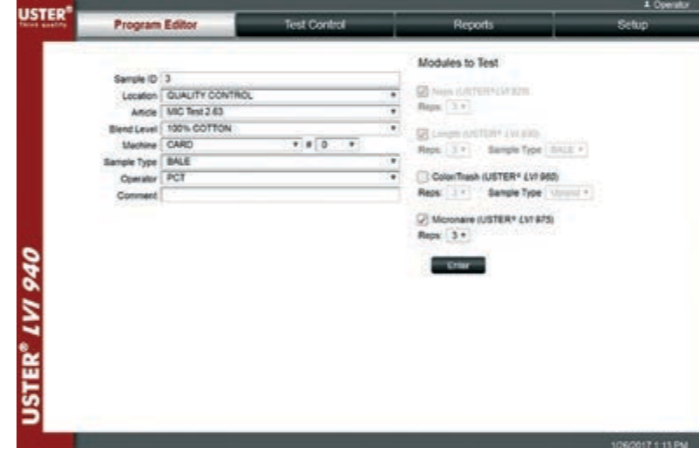 USTER®
Think quality
Operator
Program Editor
Test Control
Reports
Setup
Sample ID 3
Location QUALITY CONTROL
Article MIC Test 2.63
Blend Level 100% COTTON
Machine CARD # 0
Sample Type BALE
Operator PCT
Comment
Modules to Test
Neps (USTER® LVI 920)
Reps: 3
Length (USTER® LVI 930)
Reps: 3 Sample Type BALE
Color/Trash (USTER® LVI 960)
Reps: 3 Sample Type Upland
Micronaire (USTER® LVI 975)
Reps: 3
Enter
USTER® LVI 940
1/26/2017 1:13 PM